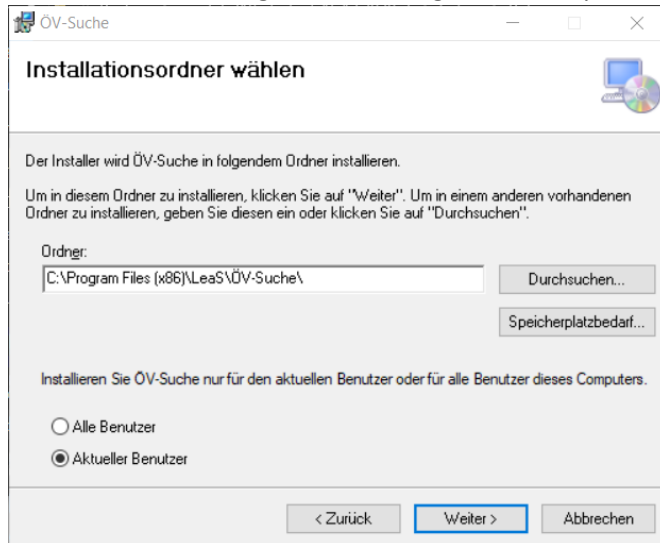 ÖV-Suche
Installationsordner wählen
Der Installer wird ÖV-Suche in folgendem Ordner installieren.
Um in diesem Ordner zu installieren, klicken Sie auf "Weiter". Um in einem anderen vorhandenen
Ordner zu installieren, geben Sie diesen ein oder klicken Sie auf "Durchsuchen".
Ordner:
C:\Program Files (x86)\LeaS\ÖV-Suche\
Durchsuchen...
Speicherplatzbedarf...
Installieren Sie ÖV-Suche nur für den aktuellen Benutzer oder für alle Benutzer dieses Computers.
Alle Benutzer
Aktueller Benutzer
< Zurück
Weiter >
Abbrechen